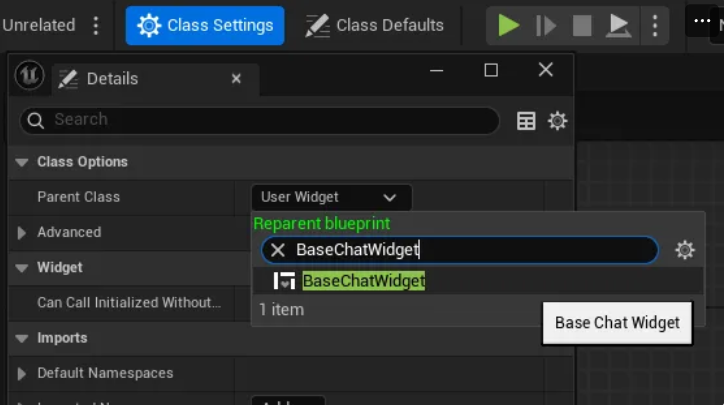 Unrelated
Class Settings
Class Defaults
Details
Search
Class Options
Parent Class
User Widget
Reparent blueprint
Advanced
BaseChatWidget
Widget
BaseChatWidget
Can Call Initialized Without...
1 item
Base Chat Widget
Imports
Default Namespaces